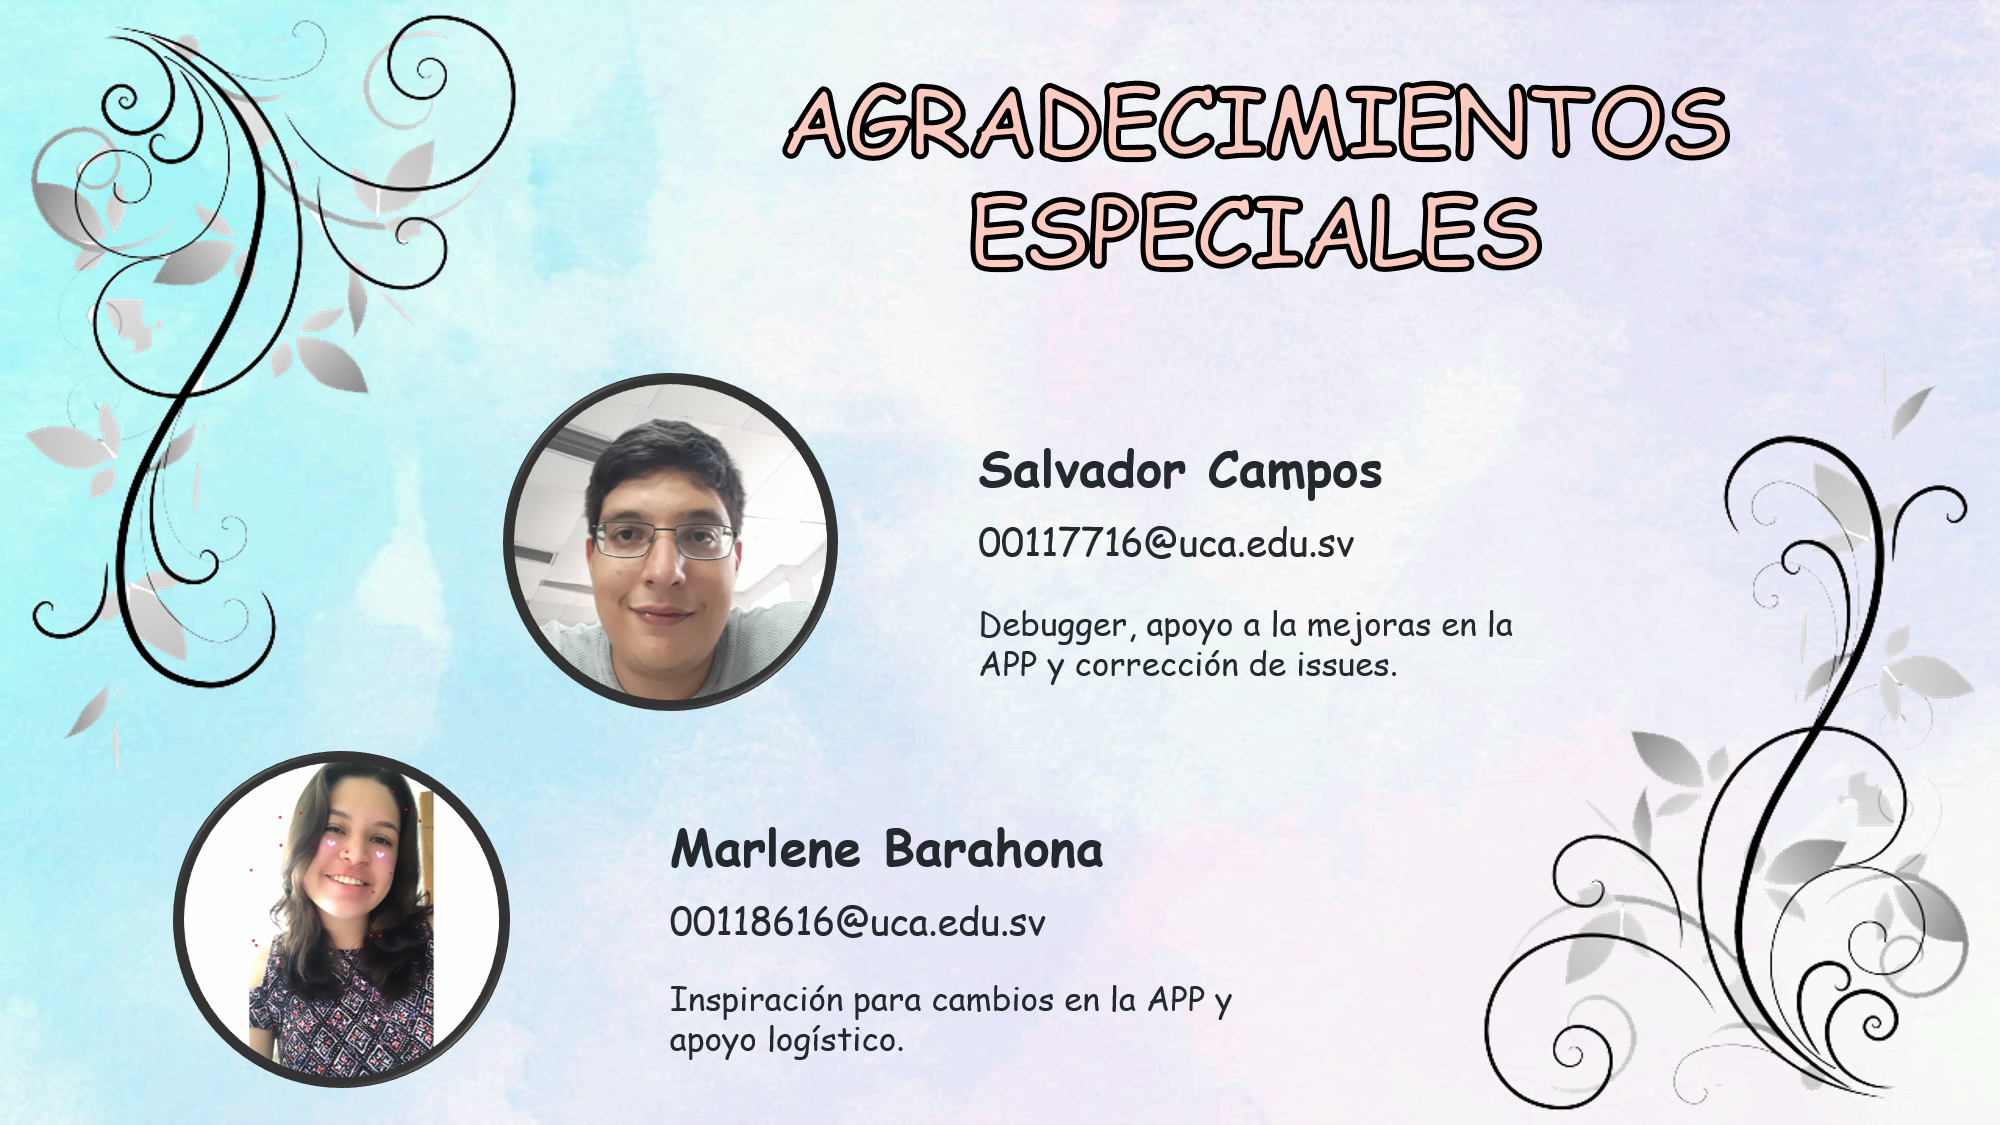 AGRADECIMIENTOS
ESPECIALES
Salvador Campos
00117716@uca.edu.sv
Debugger, apoyo a la mejoras en la
APP y corrección de issues.
Marlene Barahona
00118616@uca.edu.sv
Inspiración para cambios en la APP y
apoyo logístico.